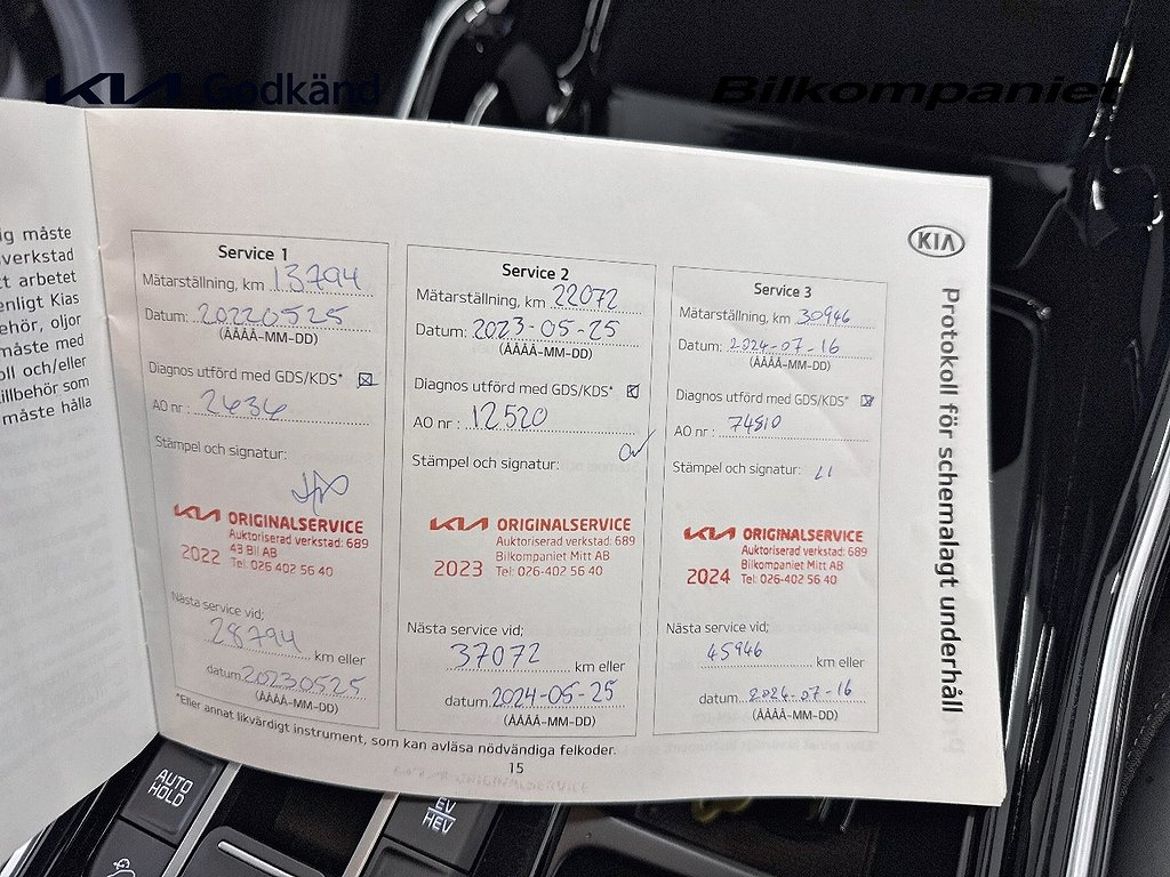 KIA Godkänd
Bilkompaniet
ig måste
verkstad
tt arbetet
enligt Kias
ehör, oljor
måste med
oll och/eller
illbehör som
måste hålla
Service 1
Mätarställning, km 13794
Datum: 20220525
(ÅÅÅÅ-MM-DD)
Diagnos utförd med GDS/KDS*
AO nr : 2434
Stämpel och signatur:
KIA ORIGINALSERVICE
Auktoriserad verkstad: 689
43 Bil AB
2022 Tel: 026 402 56 40
Nästa service vid;
28794 km eller
datum 20230525
(ÅÅÅÅ-MM-DD)
Service 2
Mätarställning, km 22072
Datum: 2023-05-25
(ÅÅÅÅ-MM-DD)
Diagnos utförd med GDS/KDS*
AO nr : 12520
Stämpel och signatur:
KIA ORIGINALSERVICE
Auktoriserad verkstad: 689
Bilkompaniet Mitt AB
2023 Tel: 026-402 56 40
Nästa service vid;
37072 km eller
datum 2024-05-25
(ÅÅÅÅ-MM-DD)
Service 3
Mätarställning, km 30946
Datum: 2024-07-16
(ÅÅÅÅ-MM-DD)
Diagnos utförd med GDS/KDS*
AO nr : 74810
Stämpel och signatur: LI
KIA ORIGINALSERVICE
Auktoriserad verkstad: 689
Bilkompaniet Mitt AB
2024 Tel: 026-402 56 40
Nästa service vid;
45946 km eller
datum 2026-07-16
(ÅÅÅÅ-MM-DD)
*Eller annat likvärdigt instrument, som kan avläsa nödvändiga felkoder.
15
KIA
Protokoll för schemalagt underhåll
AUTO
HOLD
EV
HEV